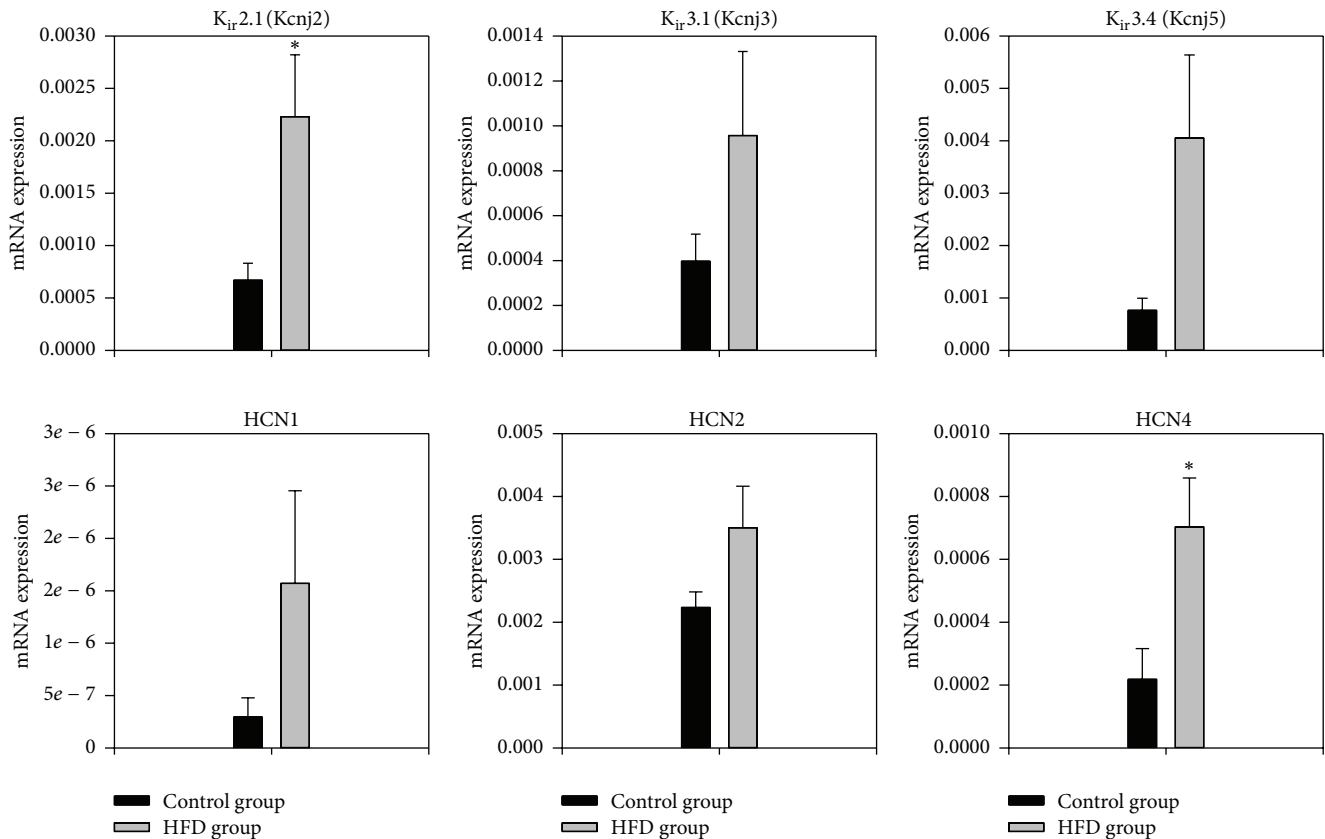 K_ir2.1 (Kcnj2)
mRNA expression
0.0030
0.0025
0.0020
0.0015
0.0010
0.0005
0.0000
*
K_ir3.1 (Kcnj3)
mRNA expression
0.0014
0.0012
0.0010
0.0008
0.0006
0.0004
0.0002
0.0000
K_ir3.4 (Kcnj5)
mRNA expression
0.006
0.005
0.004
0.003
0.002
0.001
0.000
HCN1
mRNA expression
3e − 6
3e − 6
2e − 6
2e − 6
1e − 6
5e − 7
0
HCN2
mRNA expression
0.005
0.004
0.003
0.002
0.001
0.000
HCN4
mRNA expression
0.0010
0.0008
0.0006
0.0004
0.0002
0.0000
*
Control group
HFD group
Control group
HFD group
Control group
HFD group